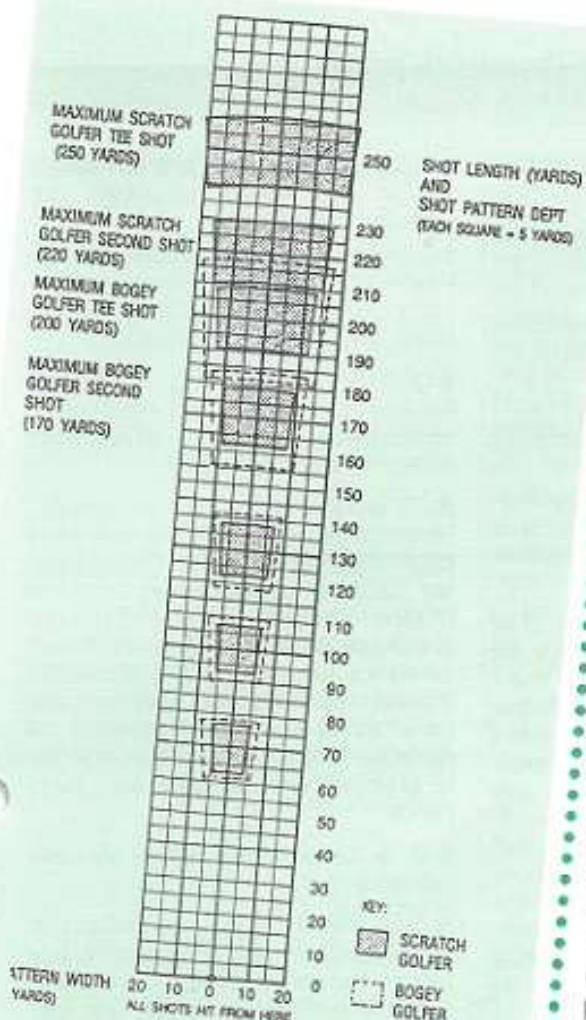 MAXIMUM SCRATCH
GOLFER TEE SHOT
(250 YARDS)
MAXIMUM SCRATCH
GOLFER SECOND SHOT
(220 YARDS)
MAXIMUM BOGEY
GOLFER TEE SHOT
(200 YARDS)
MAXIMUM BOGEY
GOLFER SECOND
SHOT
(170 YARDS)
250
230
220
210
200
190
180
170
160
150
140
130
120
110
100
90
80
70
60
50
40
30
20
10
0
SHOT LENGTH (YARDS)
AND
SHOT PATTERN DEPT
(EACH SQUARE = 5 YARDS)
KEY:
SCRATCH
GOLFER
BOGEY
GOLFER
ATTERN WIDTH
YARDS)
20 10 0 10 20
ALL SHOTS HIT FROM HERE